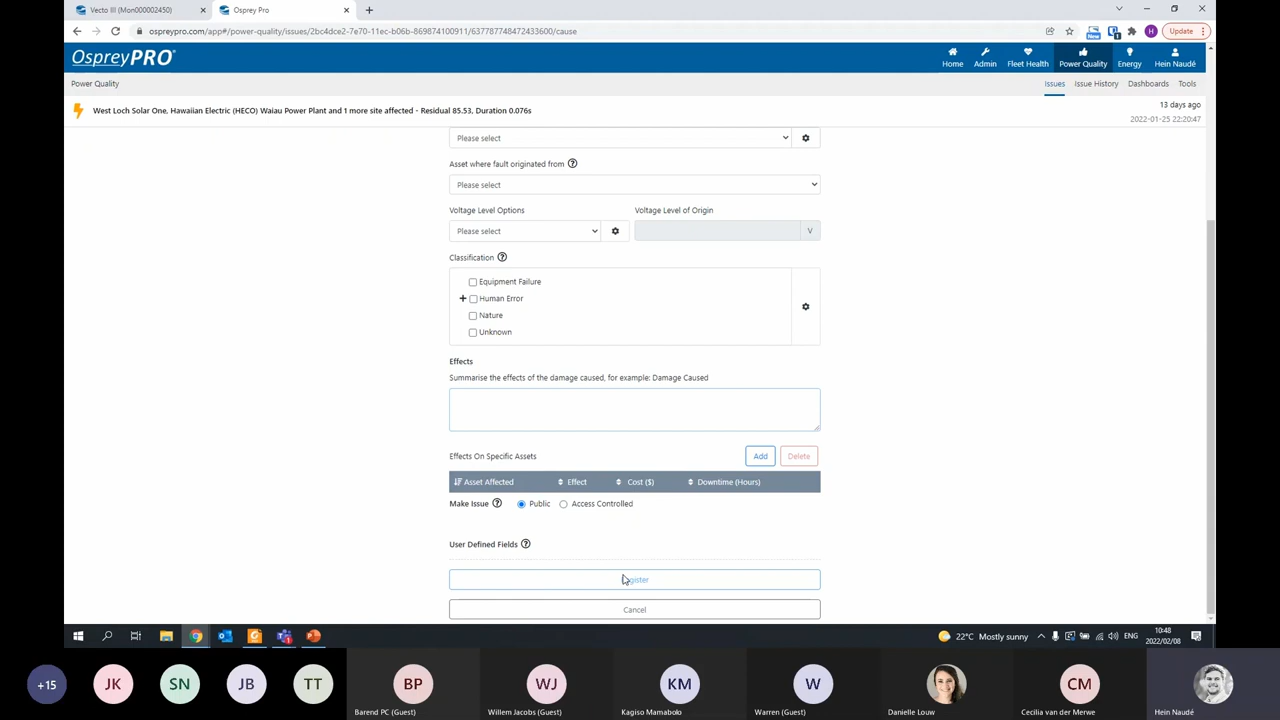 Vecto III (Mon000002450)
Osprey Pro
ospreypro.com/app#/power-quality/issues/2bc4dce2-7e70-11ec-b06b-869874100911/637787748472433600/cause
Update
OspreyPRO
Home
Admin
Fleet Health
Power Quality
Energy
Hein Naudé
Power Quality
Issues
Issue History
Dashboards
Tools
West Loch Solar One, Hawaiian Electric (HECO) Waiau Power Plant and 1 more site affected - Residual 85.53, Duration 0.076s
13 days ago
2022-01-25 22:20:47
Please select
Asset where fault originated from
Please select
Voltage Level Options
Voltage Level of Origin
Please select
V
Classification
Equipment Failure
Human Error
Nature
Unknown
Effects
Summarise the effects of the damage caused, for example: Damage Caused
Effects On Specific Assets
Add
Delete
Asset Affected
Effect
Cost ($)
Downtime (Hours)
Make Issue
Public
Access Controlled
User Defined Fields
Cancel
22°C Mostly sunny
ENG
10:48
2022/02/08
+15
JK
SN
JB
TT
BP
Barend PC (Guest)
WJ
Willem Jacobs (Guest)
KM
Kagiso Mamabolo
W
Warren (Guest)
Danielle Louw
CM
Cecilia van der Merwe
Hein Naudé